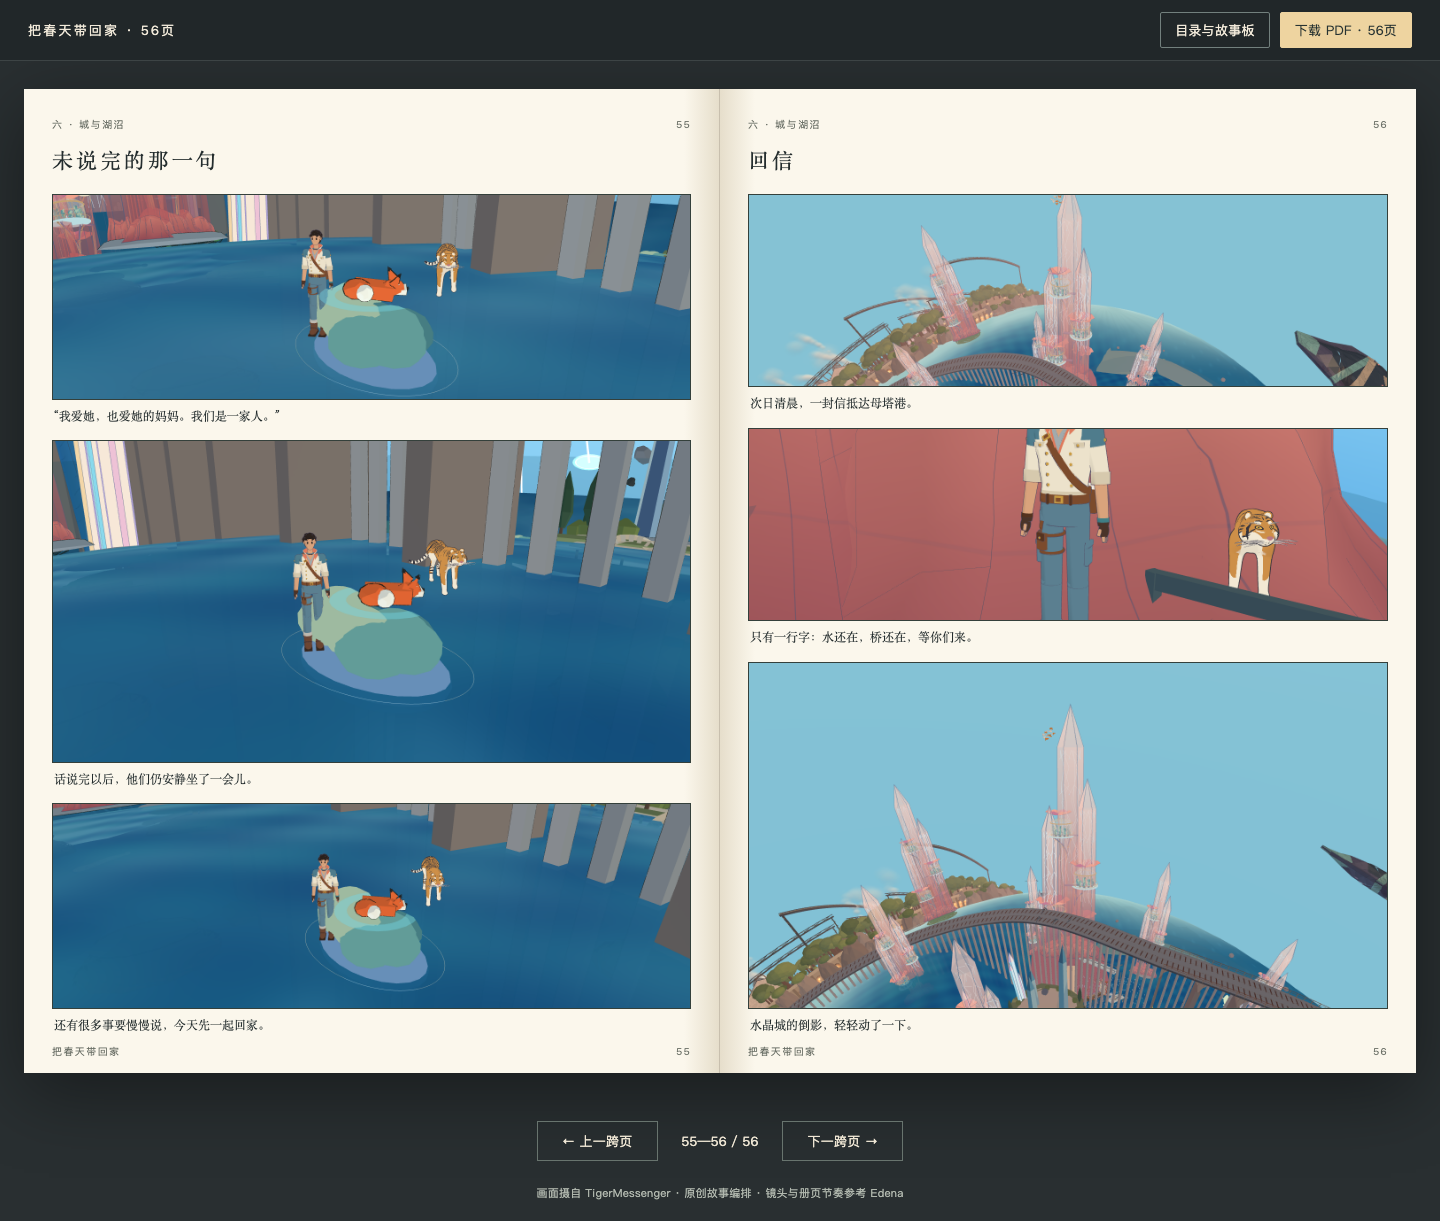 把春天带回家 · 56页
目录与故事板
下载 PDF · 56页
六 · 城与湖沼
55
未说完的那一句
“我爱她，也爱她的妈妈。我们是一家人。”
话说完以后，他们仍安静坐了一会儿。
还有很多事要慢慢说，今天先一起回家。
把春天带回家
55
六 · 城与湖沼
56
回信
次日清晨，一封信抵达母塔港。
只有一行字：水还在，桥还在，等你们来。
水晶城的倒影，轻轻动了一下。
把春天带回家
56
← 上一跨页
55—56 / 56
下一跨页 →
画面摄自 TigerMessenger · 原创故事编排 · 镜头与册页节奏参考 Edena